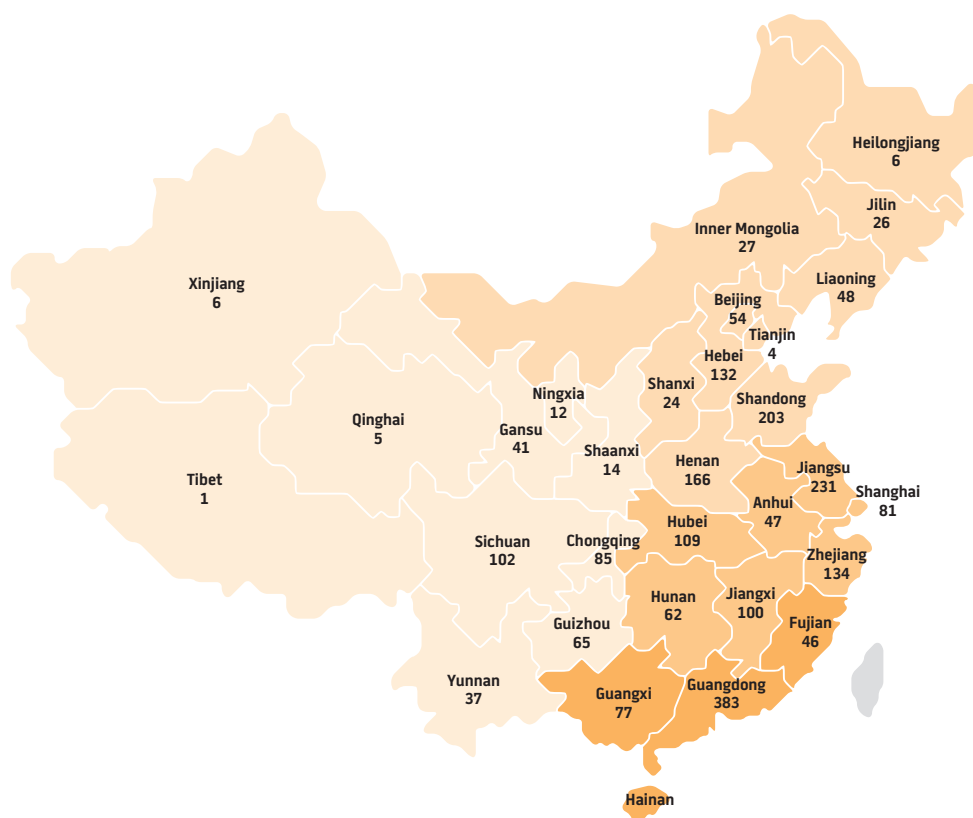 Heilongjiang
6
Jilin
26
Inner Mongolia
27
Liaoning
48
Xinjiang
6
Beijing
54
Tianjin
4
Hebei
132
Shanxi
24
Shandong
203
Ningxia
12
Qinghai
5
Gansu
41
Shaanxi
14
Henan
166
Jiangsu
231
Shanghai
81
Anhui
47
Tibet
1
Hubei
109
Sichuan
102
Chongqing
85
Zhejiang
134
Hunan
62
Jiangxi
100
Guizhou
65
Fujian
46
Yunnan
37
Guangxi
77
Guangdong
383
Hainan